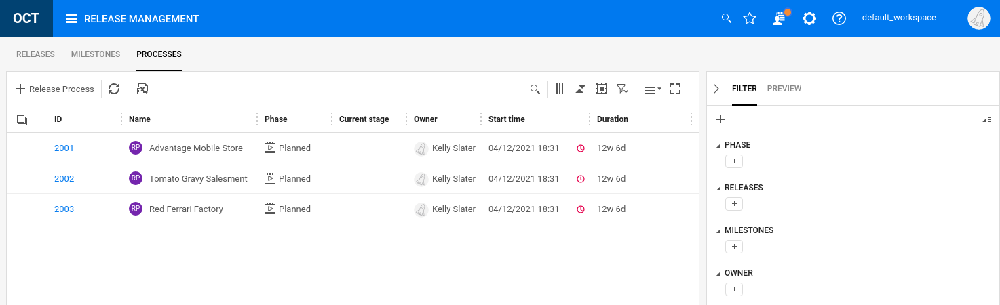 OCT RELEASE MANAGEMENT default_workspace
RELEASES MILESTONES PROCESSES
Release Process
FILTER PREVIEW
ID Name Phase Current stage Owner Start time Duration
2001 RP Advantage Mobile Store Planned Kelly Slater 04/12/2021 18:31 12w 6d
2002 RP Tomato Gravy Salesment Planned Kelly Slater 04/12/2021 18:31 12w 6d
2003 RP Red Ferrari Factory Planned Kelly Slater 04/12/2021 18:31 12w 6d
PHASE
+
RELEASES
+
MILESTONES
+
OWNER
+